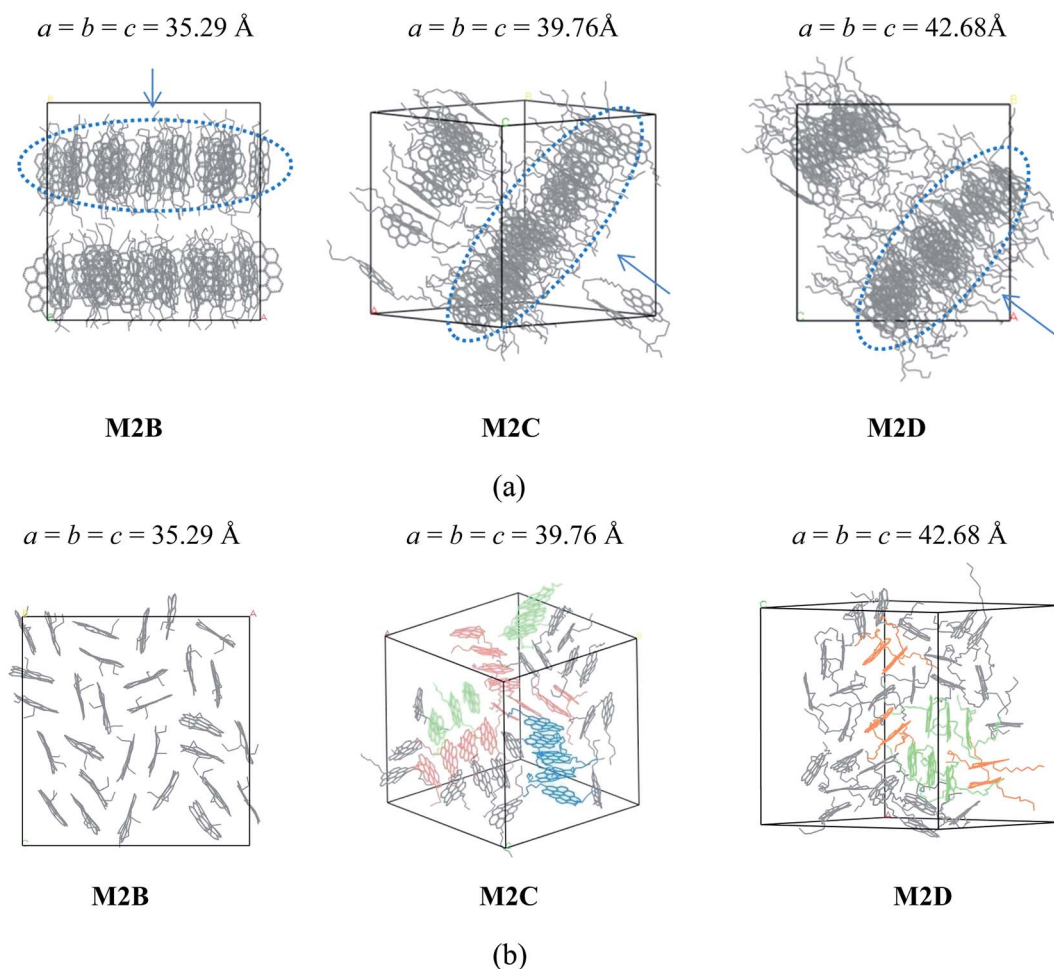 a = b = c = 35.29 Å
a = b = c = 39.76Å
a = b = c = 42.68Å
B
A
B
C
A
B
C
A
M2B
M2C
M2D
(a)
a = b = c = 35.29 Å
a = b = c = 39.76 Å
a = b = c = 42.68 Å
A
A
C
C
A
M2B
M2C
M2D
(b)